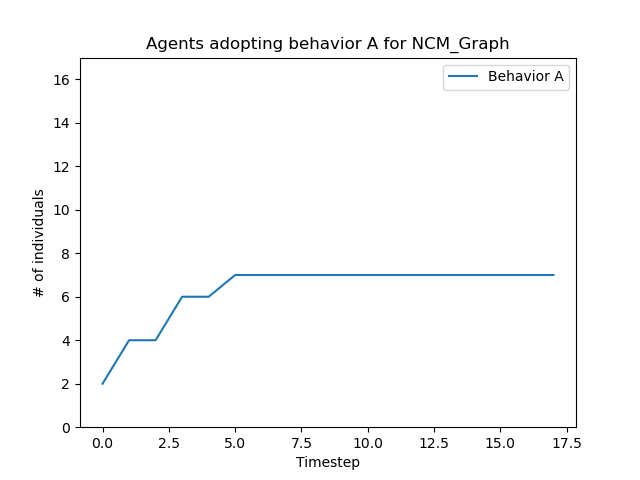 Agents adopting behavior A for NCM_Graph
Behavior A
16
14
12
10
8
6
4
2
0
# of individuals
0.0 2.5 5.0 7.5 10.0 12.5 15.0 17.5
Timestep